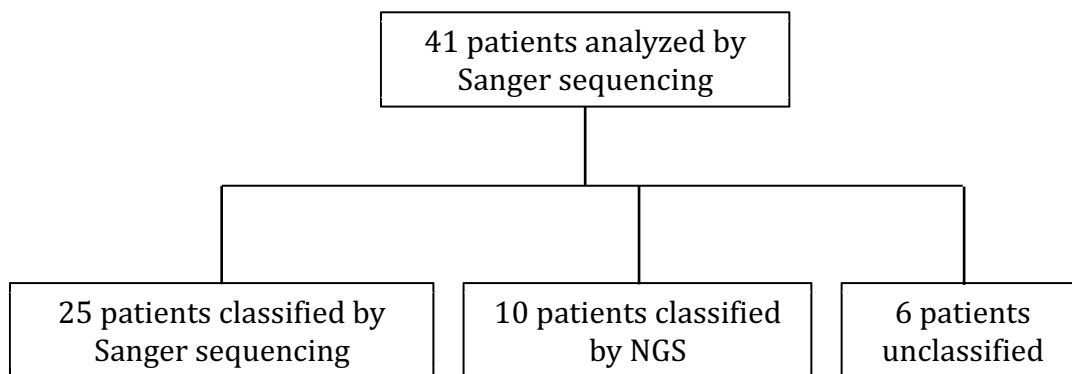 41 patients analyzed by
Sanger sequencing
25 patients classified by
Sanger sequencing
10 patients classified
by NGS
6 patients
unclassified